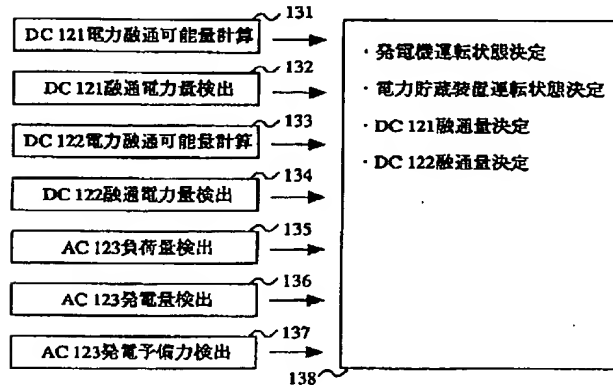 131
DC 121電力融通可能量計算
132
DC 121融通電力量検出
133
DC 122電力融通可能量計算
134
DC 122融通電力量検出
135
AC 123負荷量検出
136
AC 123発電量検出
137
AC 123発電予備力検出
・発電機運転状態決定
・電力貯蔵装置運転状態決定
・DC 121融通量決定
・DC 122融通量決定
138